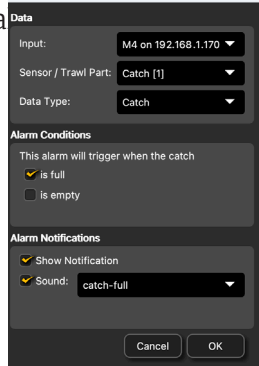 a
Data
Input: M4 on 192.168.1.170
Sensor / Trawl Part: Catch [1]
Data Type: Catch
Alarm Conditions
This alarm will trigger when the catch
is full
is empty
Alarm Notifications
Show Notification
Sound: catch-full
Cancel OK